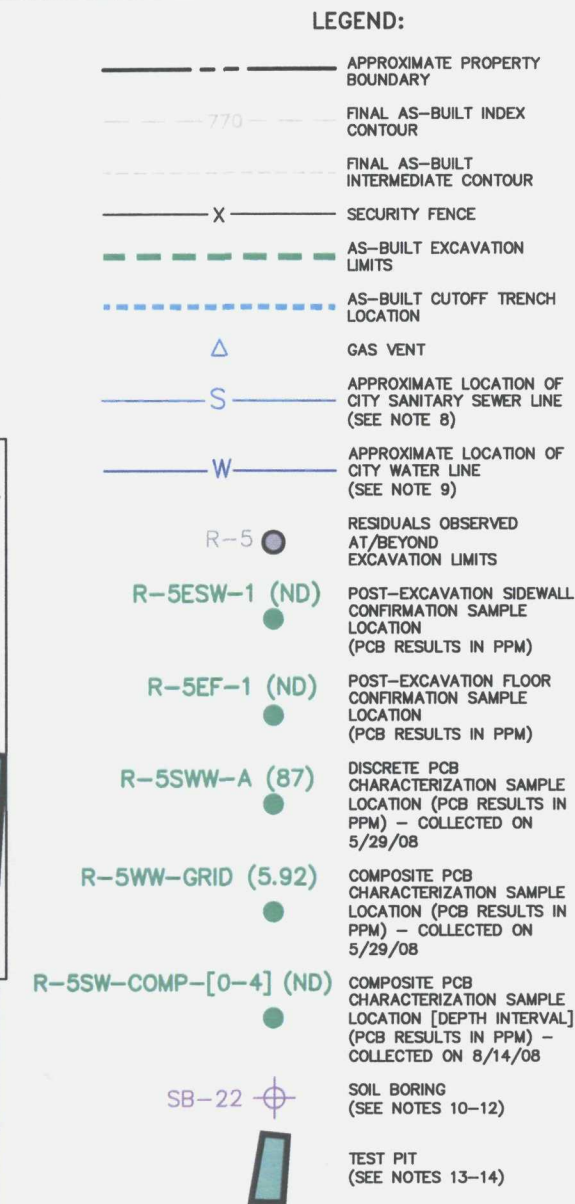 LEGEND:
APPROXIMATE PROPERTY
BOUNDARY
770
FINAL AS-BUILT INDEX
CONTOUR
FINAL AS-BUILT
INTERMEDIATE CONTOUR
X
SECURITY FENCE
AS-BUILT EXCAVATION
LIMITS
AS-BUILT CUTOFF TRENCH
LOCATION
GAS VENT
S
APPROXIMATE LOCATION OF
CITY SANITARY SEWER LINE
(SEE NOTE 8)
W
APPROXIMATE LOCATION OF
CITY WATER LINE
(SEE NOTE 9)
R-5
RESIDUALS OBSERVED
AT/BEYOND
EXCAVATION LIMITS
R-5ESW-1 (ND)
POST-EXCAVATION SIDEWALL
CONFIRMATION SAMPLE
LOCATION
(PCB RESULTS IN PPM)
R-5EF-1 (ND)
POST-EXCAVATION FLOOR
CONFIRMATION SAMPLE
LOCATION
(PCB RESULTS IN PPM)
R-5SWW-A (87)
DISCRETE PCB
CHARACTERIZATION SAMPLE
LOCATION (PCB RESULTS IN
PPM) – COLLECTED ON
5/29/08
R-5WW-GRID (5.92)
COMPOSITE PCB
CHARACTERIZATION SAMPLE
LOCATION (PCB RESULTS IN
PPM) – COLLECTED ON
5/29/08
R-5SW-COMP-[0-4] (ND)
COMPOSITE PCB
CHARACTERIZATION SAMPLE
LOCATION [DEPTH INTERVAL]
(PCB RESULTS IN PPM) –
COLLECTED ON 8/14/08
SB-22
SOIL BORING
(SEE NOTES 10-12)
TEST PIT
(SEE NOTES 13-14)